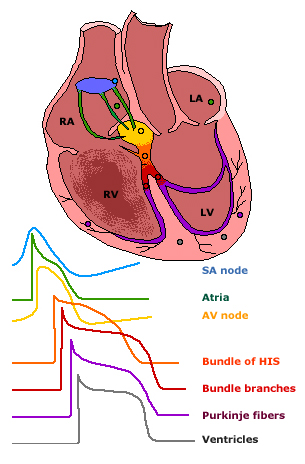 LA
RA
RV
LV
SA node
Atria
AV node
Bundle of HIS
Bundle branches
Purkinje fibers
Ventricles